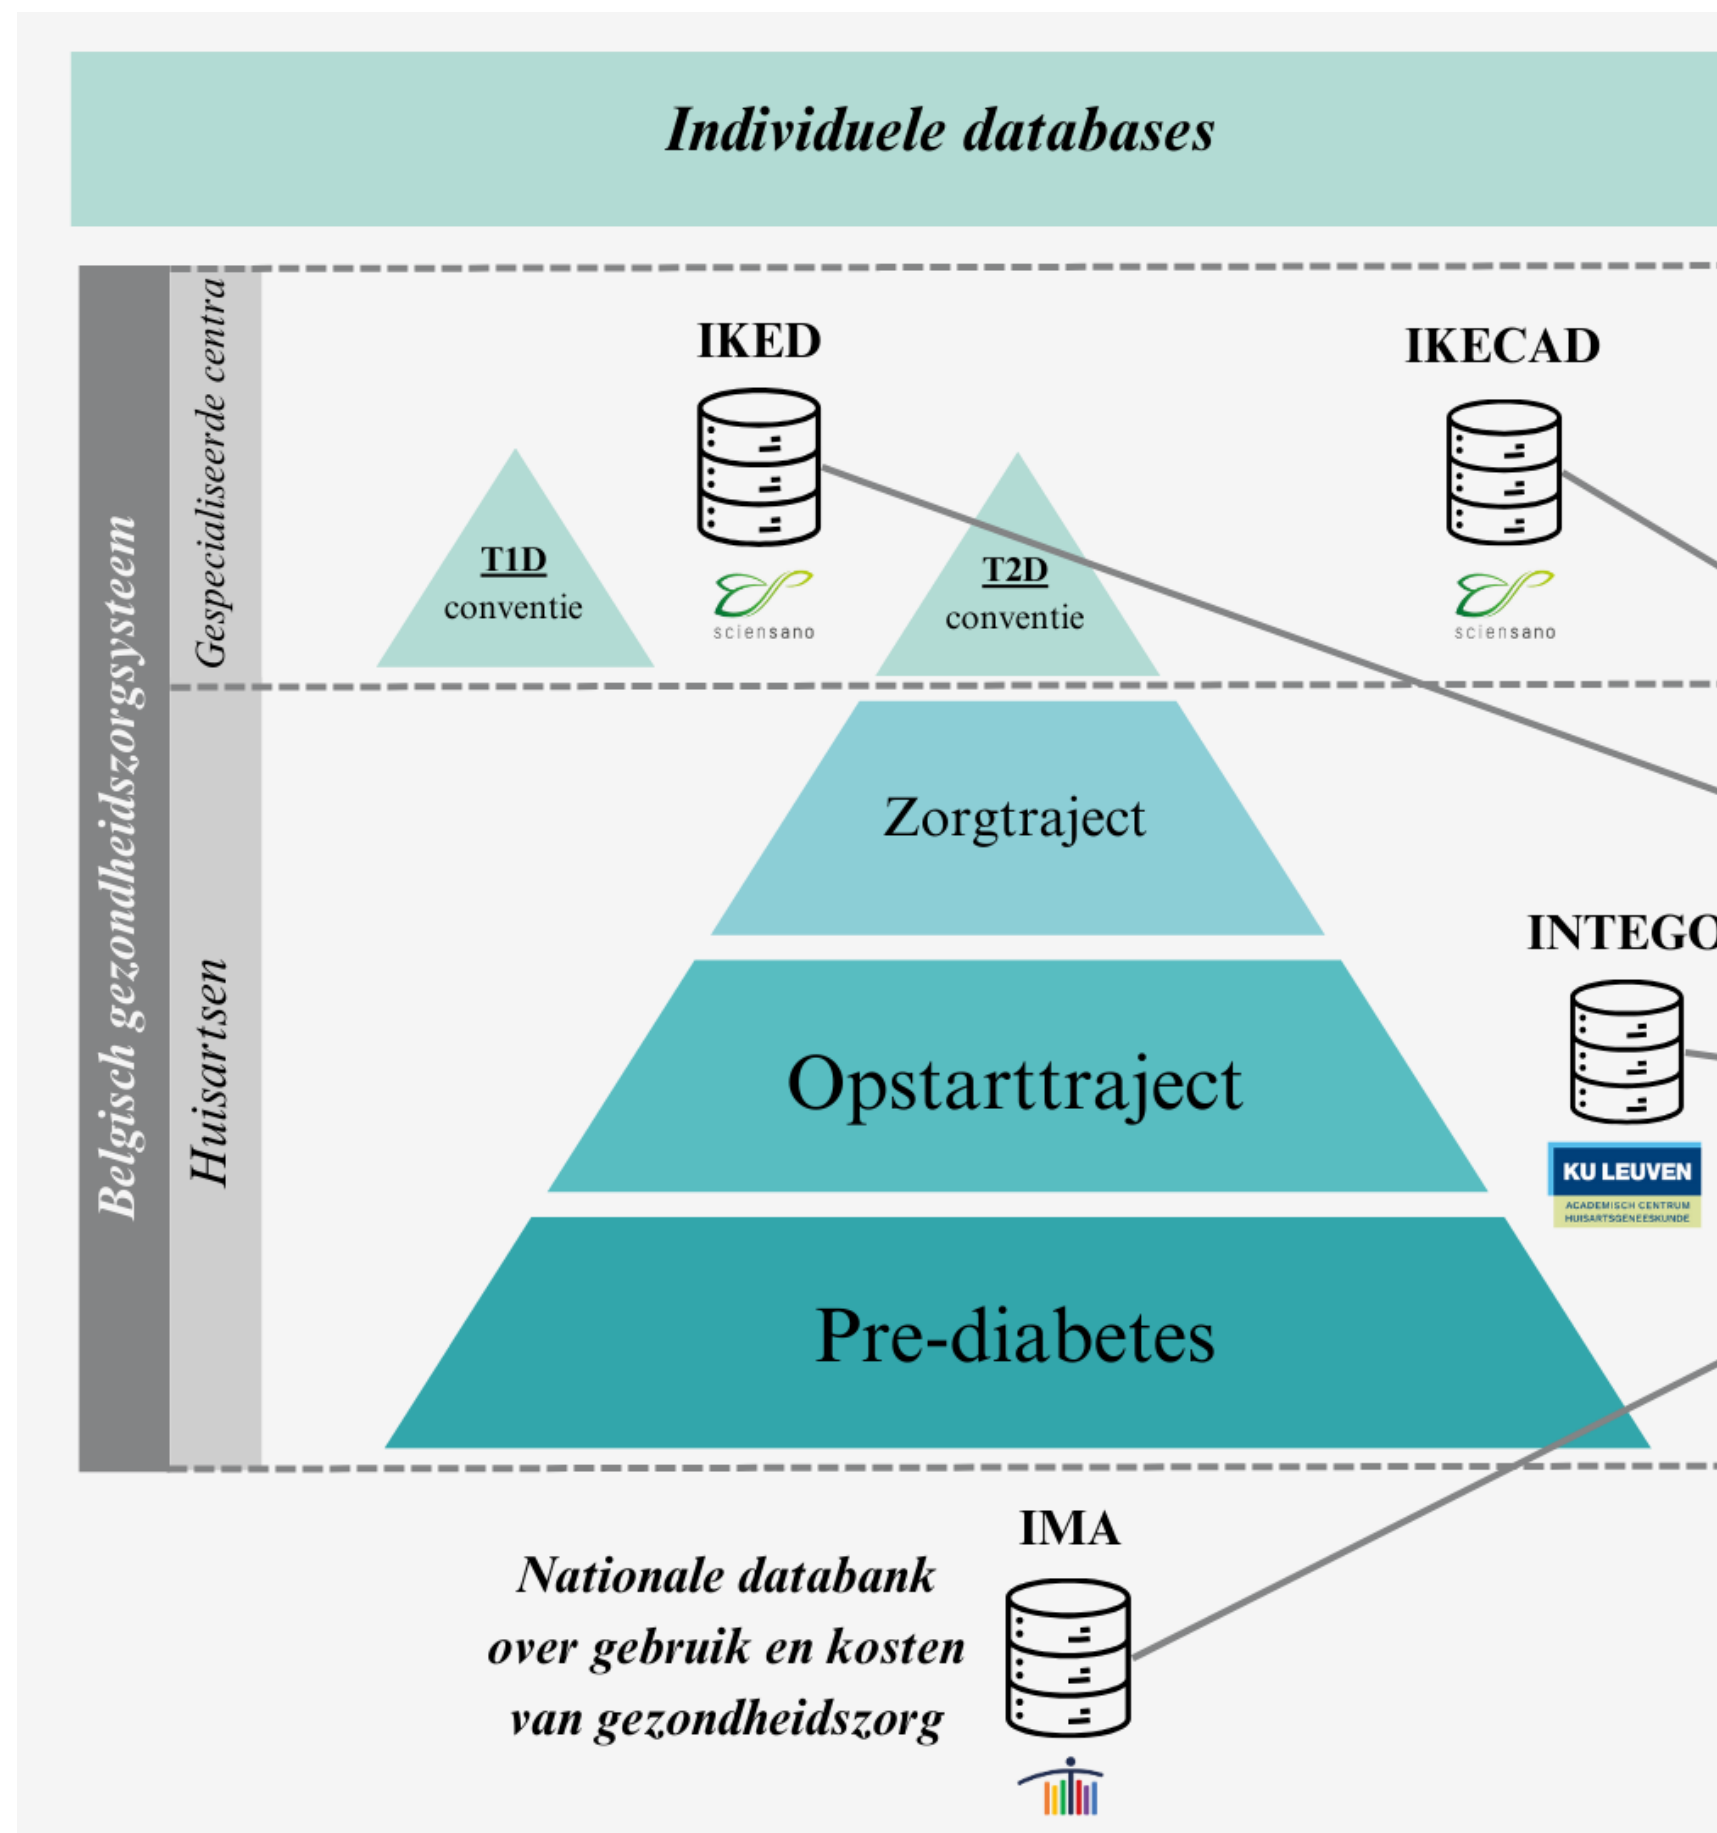 Individuele databases
Belgisch gezondheidszorgsysteem
Gespecialiseerde centra
IKED
IKECAD
T1D
conventie
T2D
conventie
sciensano
sciensano
Huisartsen
Zorgtraject
INTEGO
Opstarttraject
KU LEUVEN
ACADEMISCH CENTRUM
HUISARTSGENEESKUNDE
Pre-diabetes
IMA
Nationale databank
over gebruik en kosten
van gezondheidszorg